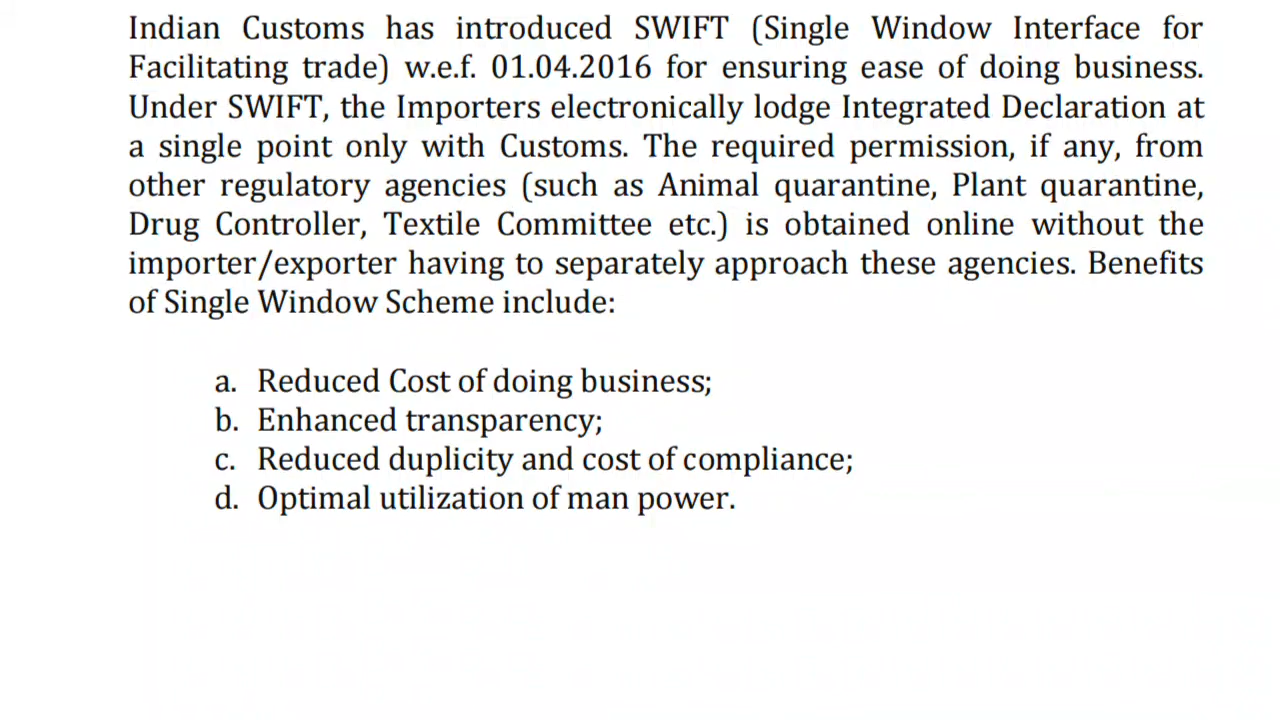 Indian Customs has introduced SWIFT (Single Window Interface for
Facilitating trade) w.e.f. 01.04.2016 for ensuring ease of doing business.
Under SWIFT, the Importers electronically lodge Integrated Declaration at
a single point only with Customs. The required permission, if any, from
other regulatory agencies (such as Animal quarantine, Plant quarantine,
Drug Controller, Textile Committee etc.) is obtained online without the
importer/exporter having to separately approach these agencies. Benefits
of Single Window Scheme include:
a. Reduced Cost of doing business;
b. Enhanced transparency;
c. Reduced duplicity and cost of compliance;
d. Optimal utilization of man power.